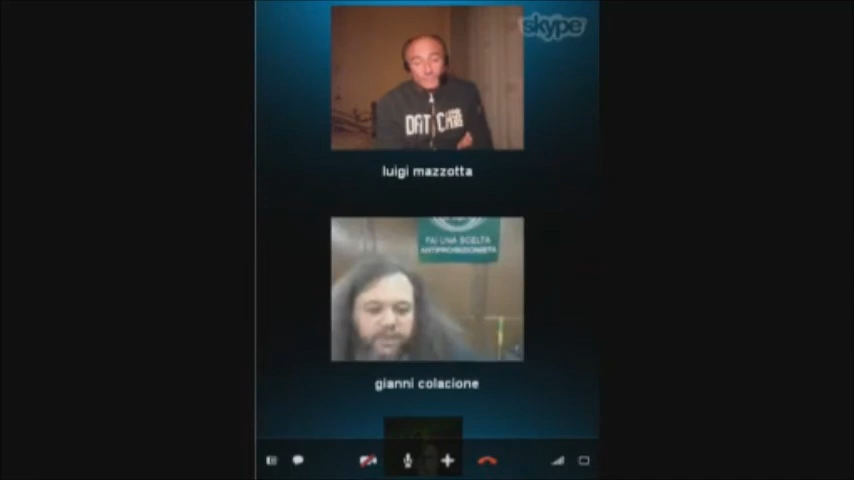 skype
luigi mazzotta
FAI UNA SCELTA
ANTIPROIBIZIONISTA
gianni colacione